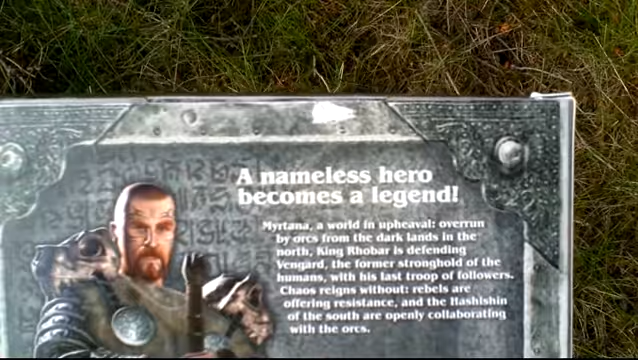 A nameless hero
becomes a legend!
Myrtana, a world in upheaval: overrun
by orcs from the dark lands in the
north, King Rhobar is defending
Vengard, the former stronghold of the
humans, with his last troop of followers.
Chaos reigns without: rebels are
offering resistance, and the Hashishin
of the south are openly collaborating
with the orcs.